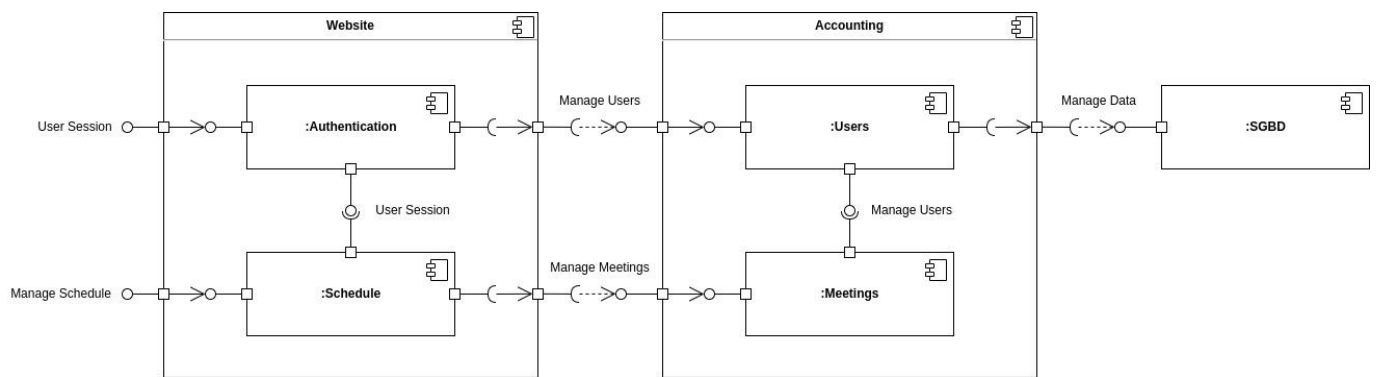 Website
Accounting
Manage Users
Manage Data
User Session
:Authentication
:Users
:SGBD
User Session
Manage Users
Manage Meetings
Manage Schedule
:Schedule
:Meetings